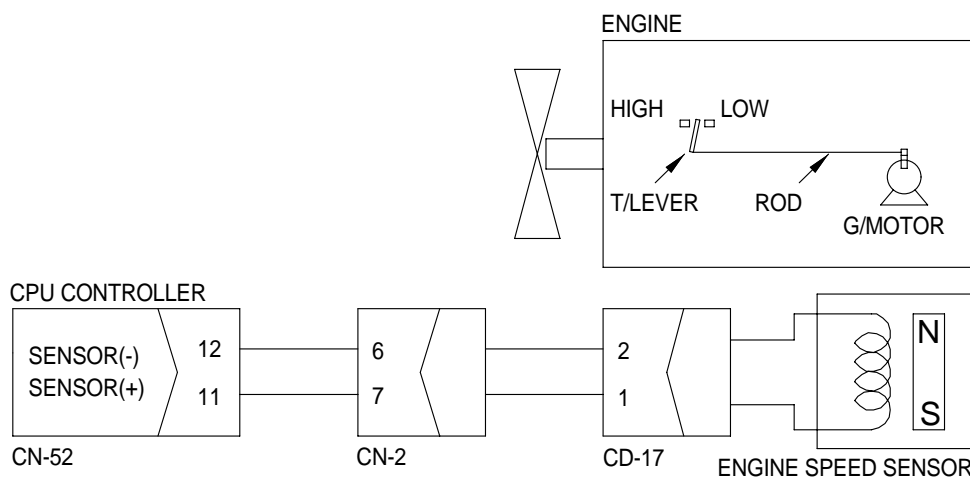 ENGINE
HIGH LOW
T/LEVER ROD
G/MOTOR
CPU CONTROLLER
SENSOR(-) 12 6 2 N
SENSOR(+) 11 7 1 S
CN-52 CN-2 CD-17 ENGINE SPEED SENSOR